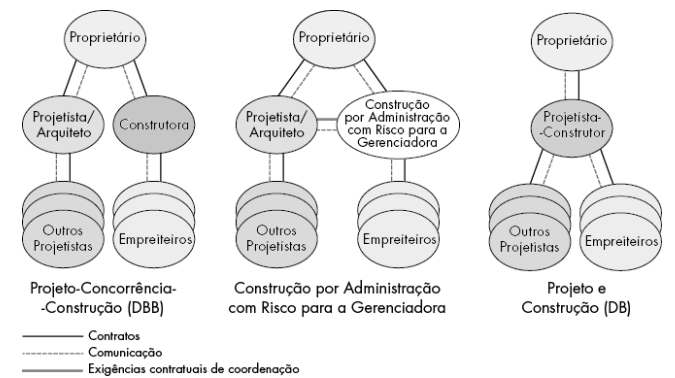 Proprietário
Projetista/
Arquiteto
Construtora
Outros
Projetistas
Empreiteiros
Projeto-Concorrência-
-Construção (DBB)
Proprietário
Projetista/
Arquiteto
Construção
por Administração
com Risco para a
Gerenciadora
Outros
Projetistas
Empreiteiros
Construção por Administração
com Risco para a Gerenciadora
Proprietário
Projetista-
-Construtor
Outros
Projetistas
Empreiteiros
Projeto e
Construção (DB)
Contratos
Comunicação
Exigências contratuais de coordenação